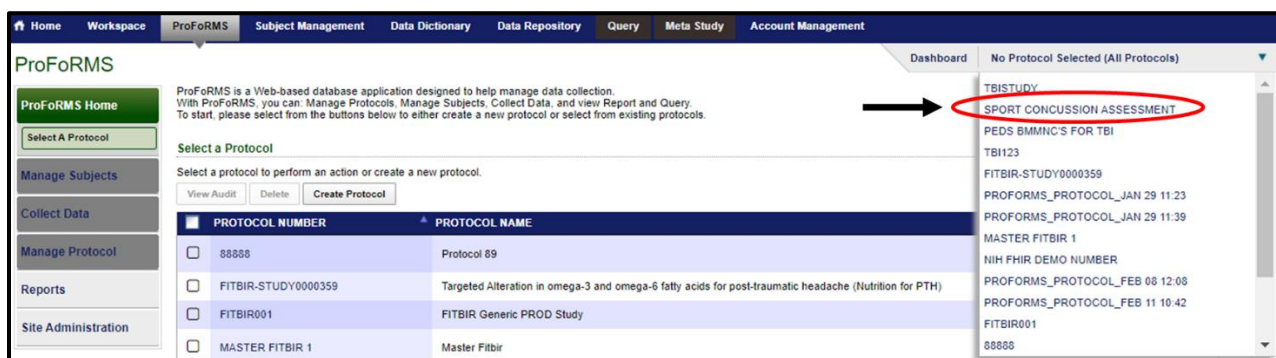 Home Workspace ProFoRMS Subject Management Data Dictionary Data Repository Query Meta Study Account Management
ProFoRMS
Dashboard No Protocol Selected (All Protocols)
ProFoRMS Home
Select A Protocol
Manage Subjects
Collect Data
Manage Protocol
Reports
Site Administration
ProFoRMS is a Web-based database application designed to help manage data collection.
With ProFoRMS, you can: Manage Protocols, Manage Subjects, Collect Data, and view Report and Query.
To start, please select from the buttons below to either create a new protocol or select from existing protocols.
Select a Protocol
Select a protocol to perform an action or create a new protocol.
View Audit Delete Create Protocol
PROTOCOL NUMBER PROTOCOL NAME
88888 Protocol 89
FITBIR-STUDY0000359 Targeted Alteration in omega-3 and omega-6 fatty acids for post-traumatic headache (Nutrition for PTH)
FITBIR001 FITBIR Generic PROD Study
MASTER FITBIR 1 Master Fitbir
TBISTUDY
SPORT CONCUSSION ASSESSMENT
PEDS BMMNC'S FOR TBI
TBI123
FITBIR-STUDY0000359
PROFORMS_PROTOCOL_JAN 29 11:23
PROFORMS_PROTOCOL_JAN 29 11:39
MASTER FITBIR 1
NIH FHIR DEMO NUMBER
PROFORMS_PROTOCOL_FEB 08 12:08
PROFORMS_PROTOCOL_FEB 11 10:42
FITBIR001
88888